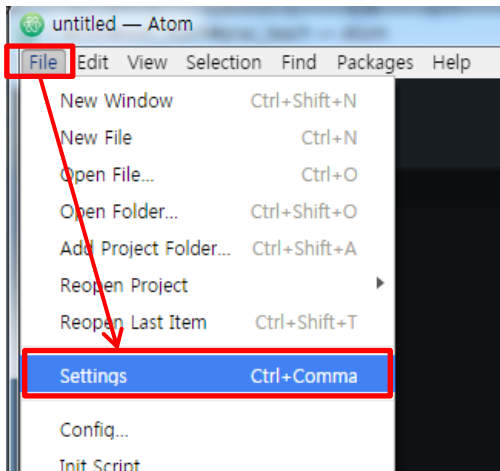 untitled — Atom
File Edit View Selection Find Packages Help
New Window Ctrl+Shift+N
New File Ctrl+N
Open File... Ctrl+O
Open Folder... Ctrl+Shift+O
Add Project Folder... Ctrl+Shift+A
Reopen Project
Reopen Last Item Ctrl+Shift+T
Settings Ctrl+Comma
Config...
Init Script